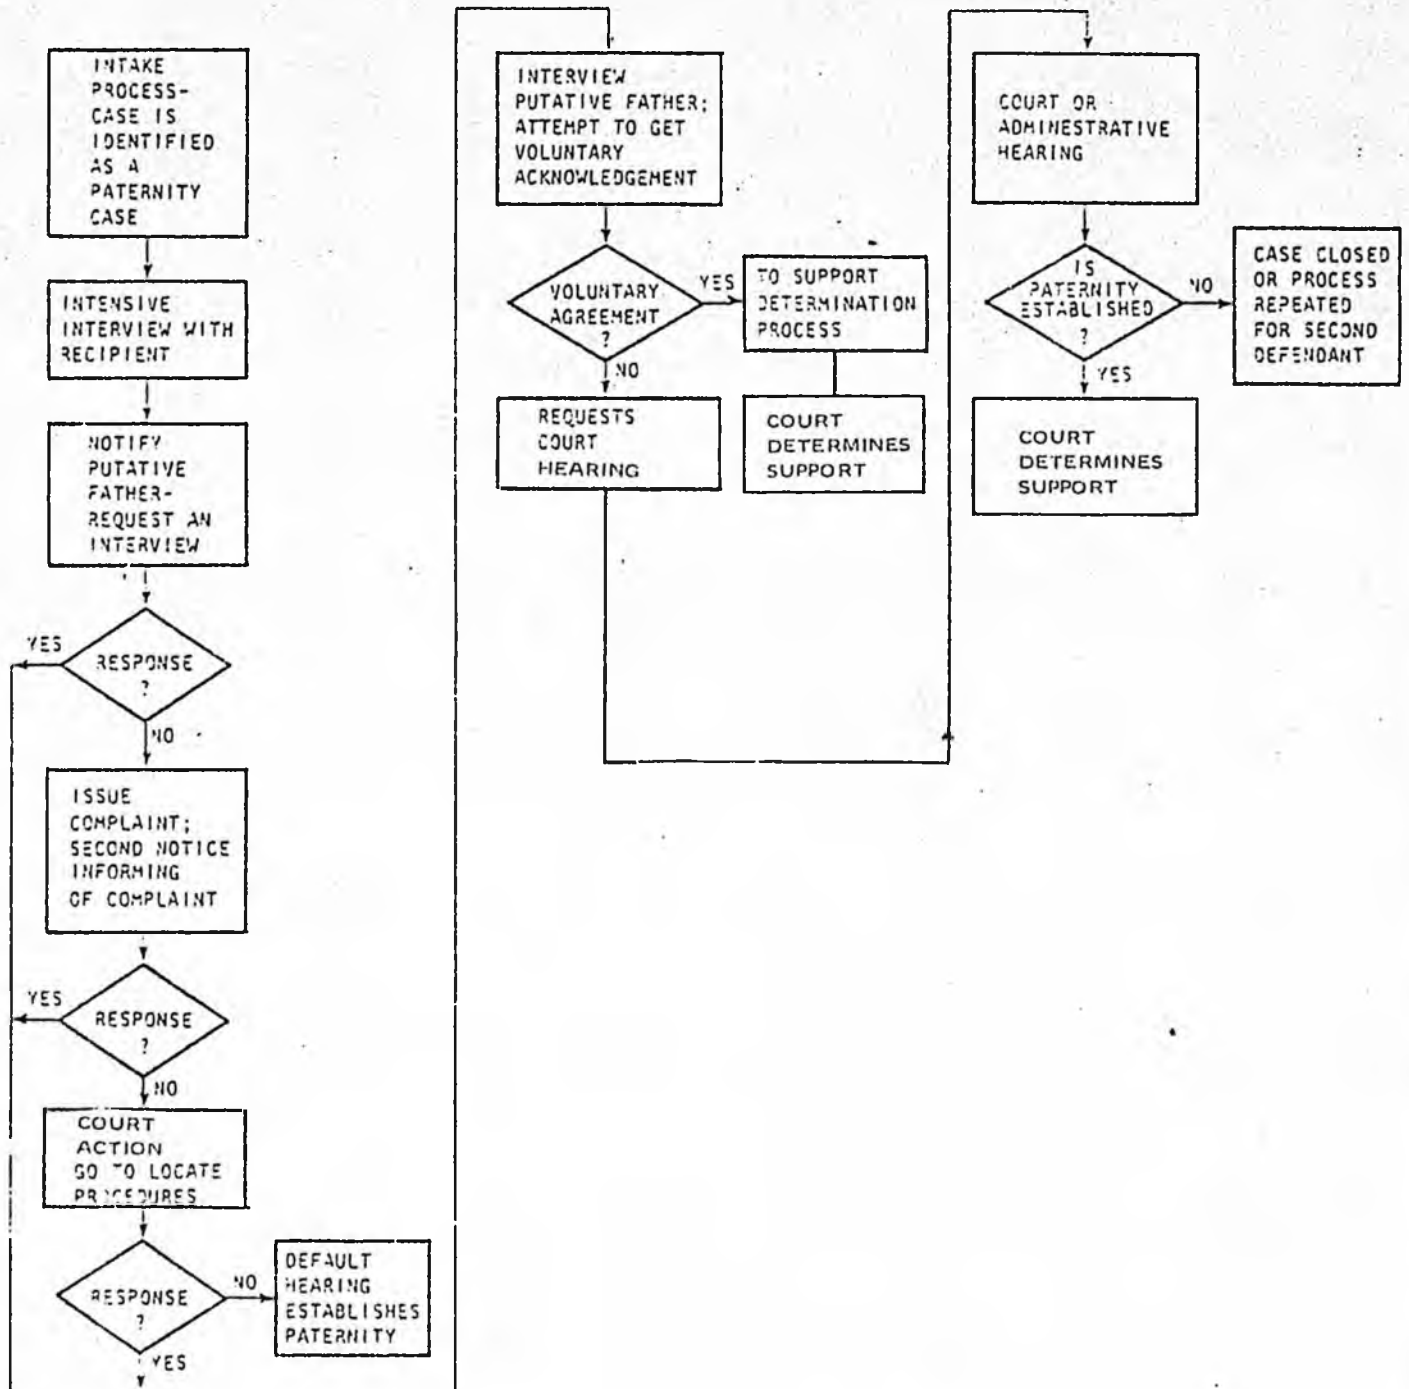 INTAKE
PROCESS-
CASE IS
IDENTIFIED
AS A
PATERNITY
CASE
INTENSIVE
INTERVIEW WITH
RECIPIENT
NOTIFY
PUTATIVE
FATHER-
REQUEST AN
INTERVIEW
YES
RESPONSE
?
NO
ISSUE
COMPLAINT;
SECOND NOTICE
INFORMING
OF COMPLAINT
YES
RESPONSE
?
NO
COURT
ACTION
GO TO LOCATE
PROCEDURES
RESPONSE
?
NO
DEFAULT
HEARING
ESTABLISHES
PATERNITY
YES
INTERVIEW
PUTATIVE FATHER;
ATTEMPT TO GET
VOLUNTARY
ACKNOWLEDGEMENT
VOLUNTARY
AGREEMENT
?
YES
TO SUPPORT
DETERMINATION
PROCESS
NO
REQUESTS
COURT
HEARING
COURT
DETERMINES
SUPPORT
COURT OR
ADMINESTRATIVE
HEARING
IS
PATERNITY
ESTABLISHED
?
NO
CASE CLOSED
OR PROCESS
REPEATED
FOR SECOND
DEFENDANT
YES
COURT
DETERMINES
SUPPORT